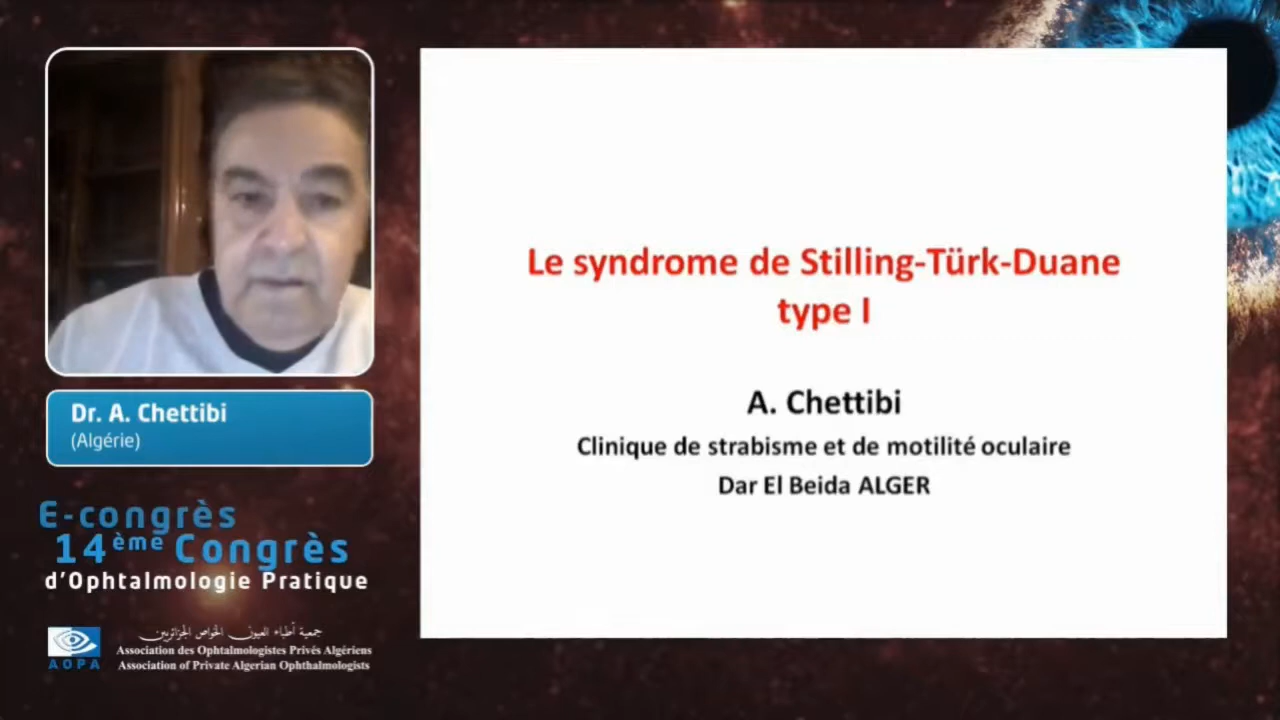 Le syndrome de Stilling-Türk-Duane
type I
A. Chettibi
Clinique de strabisme et de motilité oculaire
Dar El Beida ALGER
Dr. A. Chettibi
(Algérie)
E-congrès
14ème Congrès
d'Ophtalmologie Pratique
جمعية أطباء العيون الخواص الجزائريين
AOPA
Association des Ophtalmologistes Privés Algériens
Association of Private Algerian Ophthalmologists